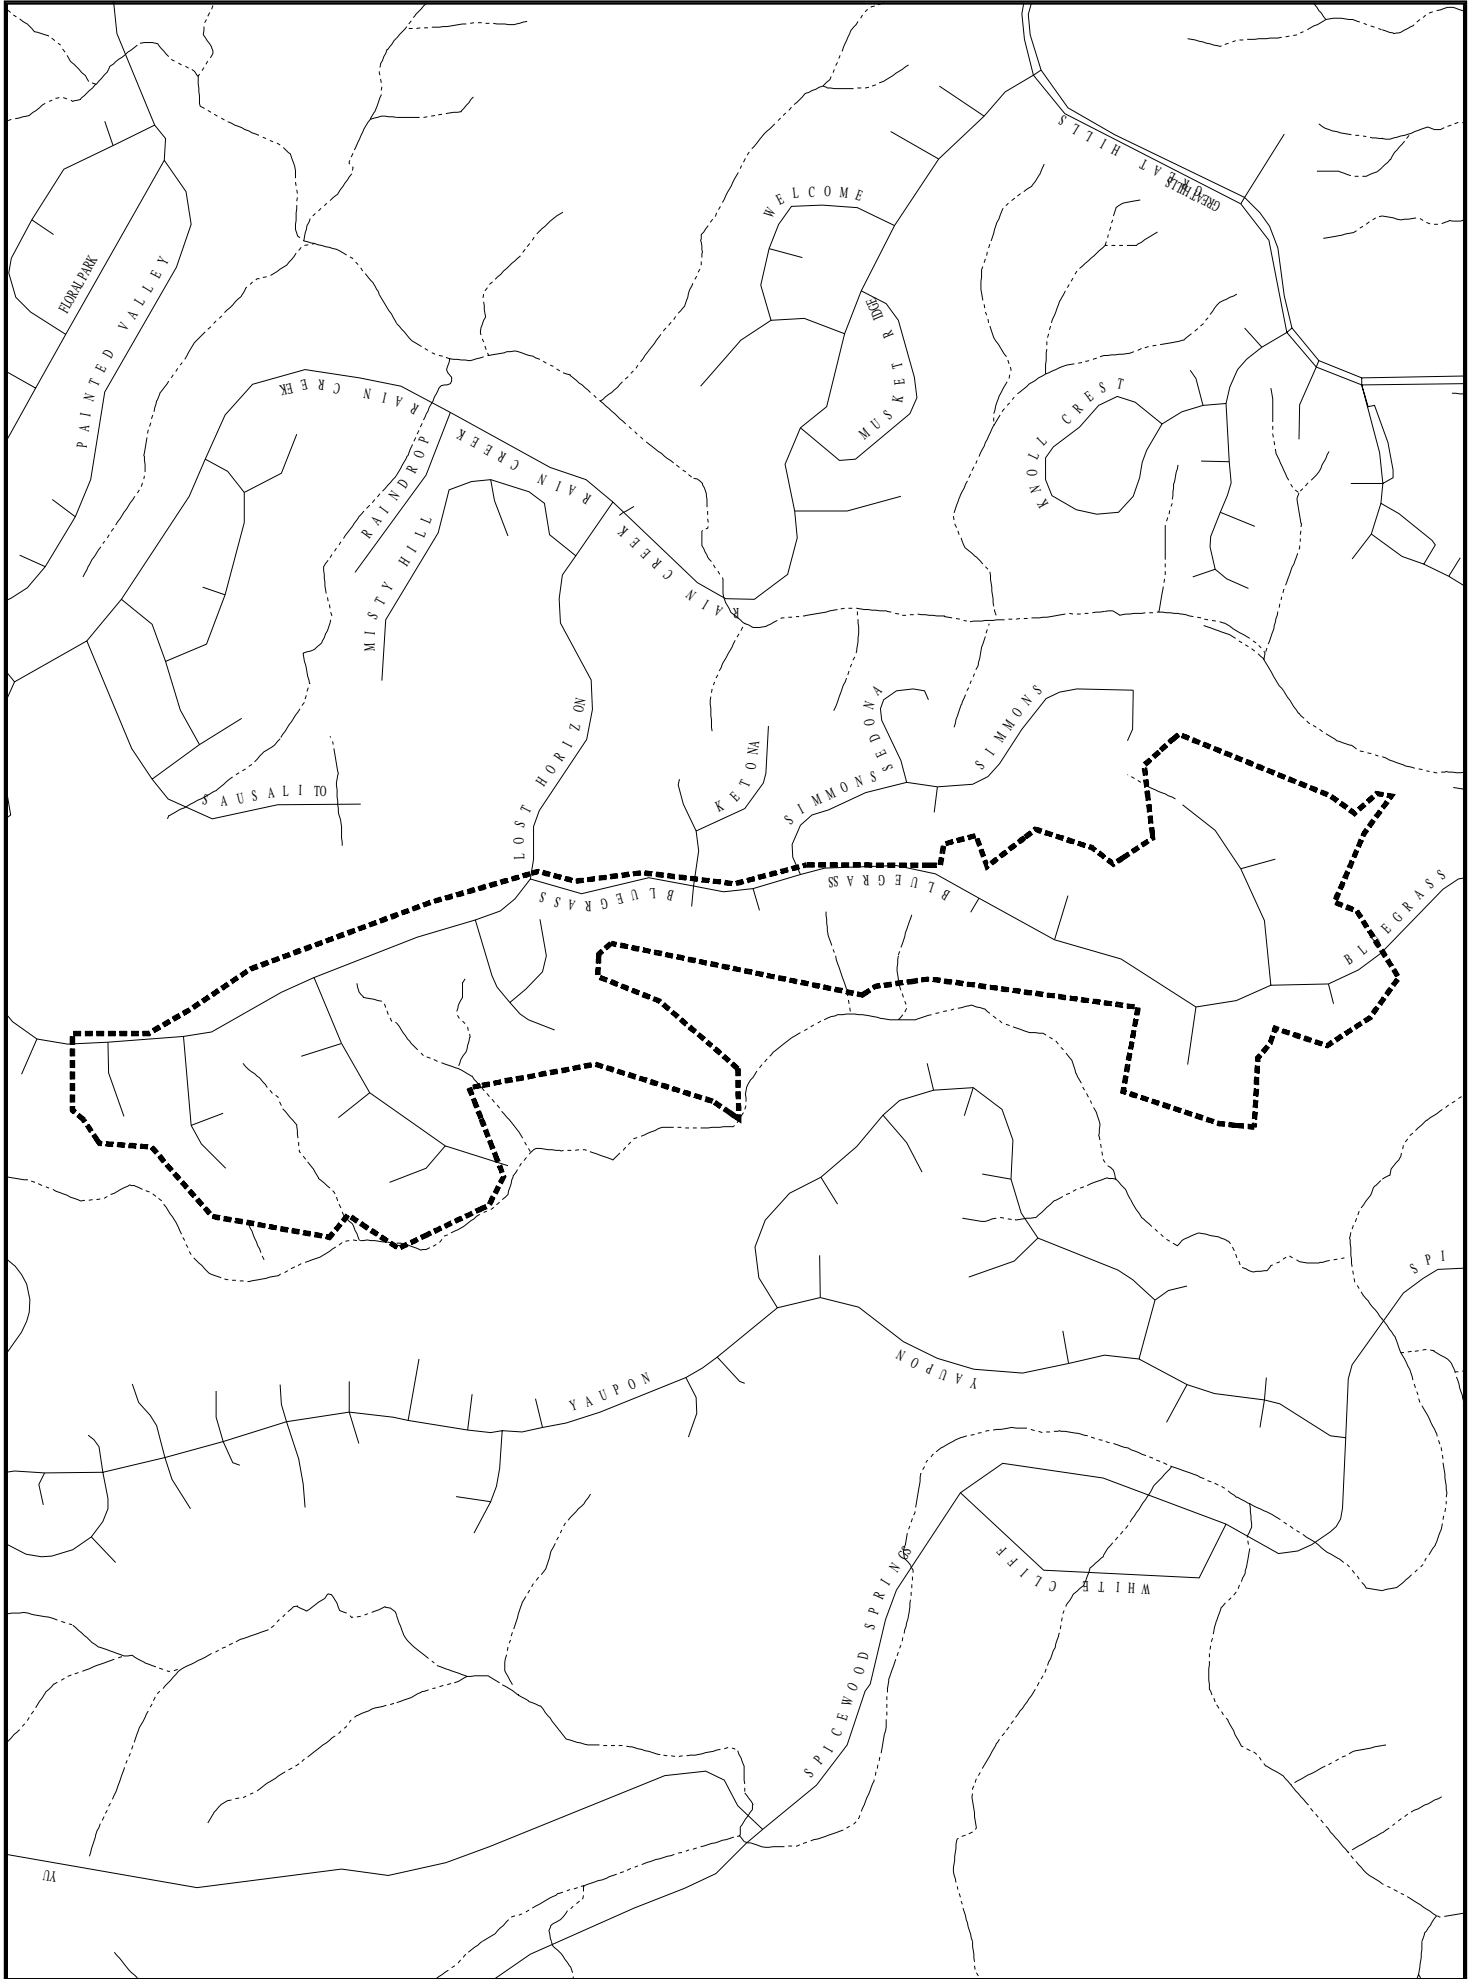 GREAT HILLS
GREAT HILLS
WELCOME
FLORAL PARK
PAINTED VALLEY
MUSKET RIDGE
RAIN CREEK
KNOLL CREST
RAIN CREEK
RAINDROP
RAIN CREEK
MISTY HILL
RAIN CREEK
LOST HORIZON
SEDONA
SIMMONS
KETONA
SIMMONS
SAUSALITO
BLUEGRASS
BLUEGRASS
BLUEGRASS
SPI
YAUPON
YAUPON
SPICEWOOD SPRINGS
WHITE CLIFF
YU